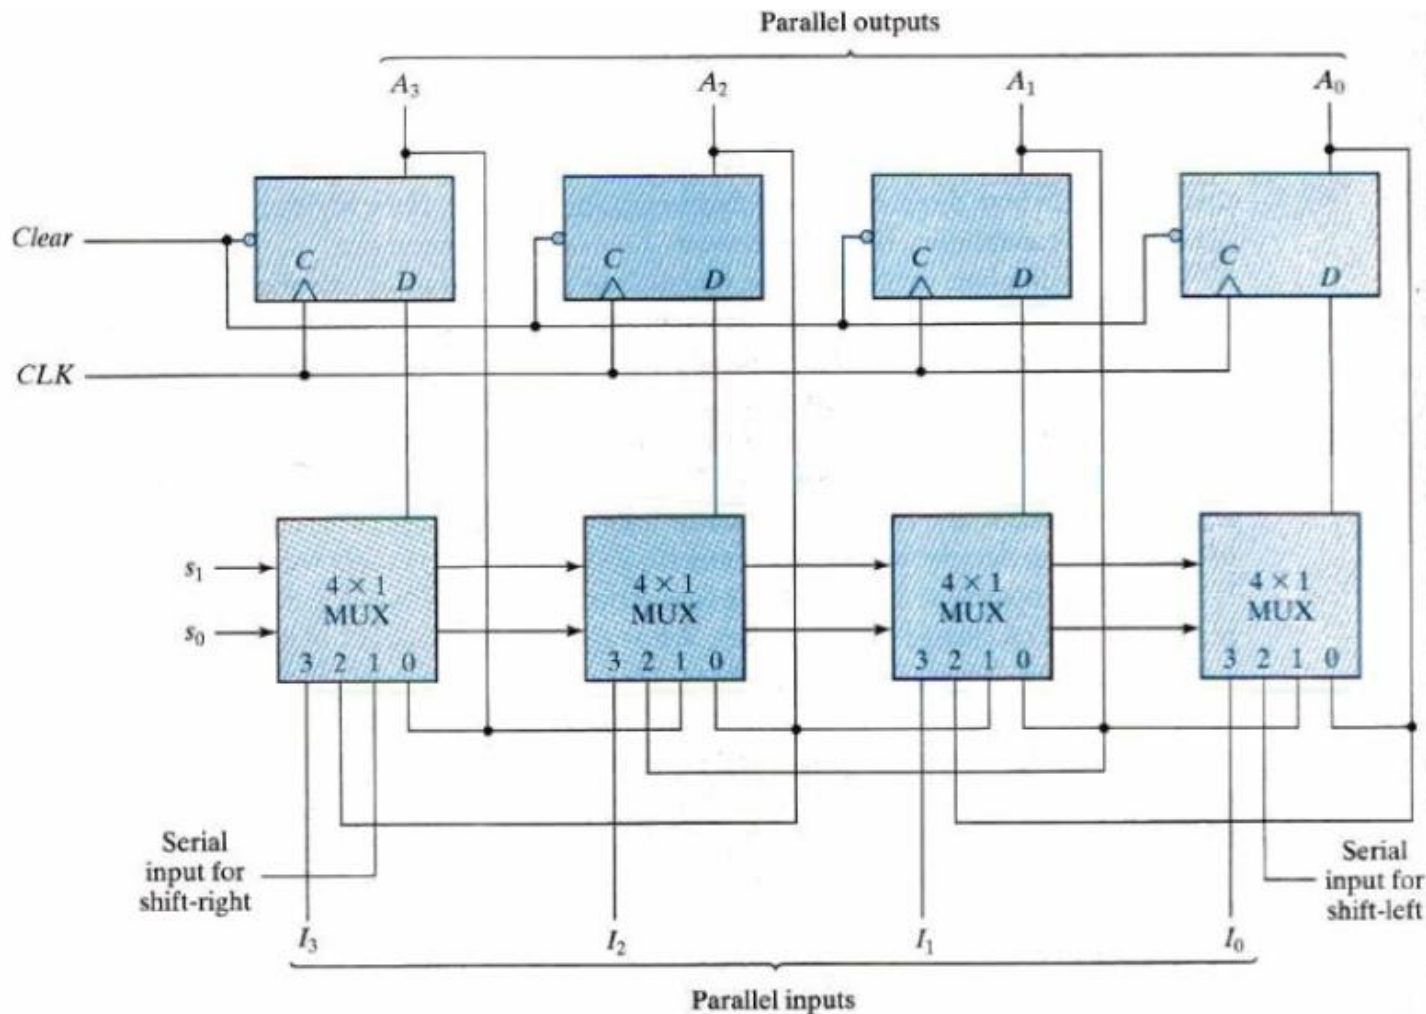 Parallel outputs
A₃ A₂ A₁ A₀
Clear
C D C D C D C D
CLK
s₁
s₀
4 × 1 MUX
3 2 1 0
4 × 1 MUX
3 2 1 0
4 × 1 MUX
3 2 1 0
4 × 1 MUX
3 2 1 0
Serial
input for
shift-right
Serial
input for
shift-left
I₃ I₂ I₁ I₀
Parallel inputs